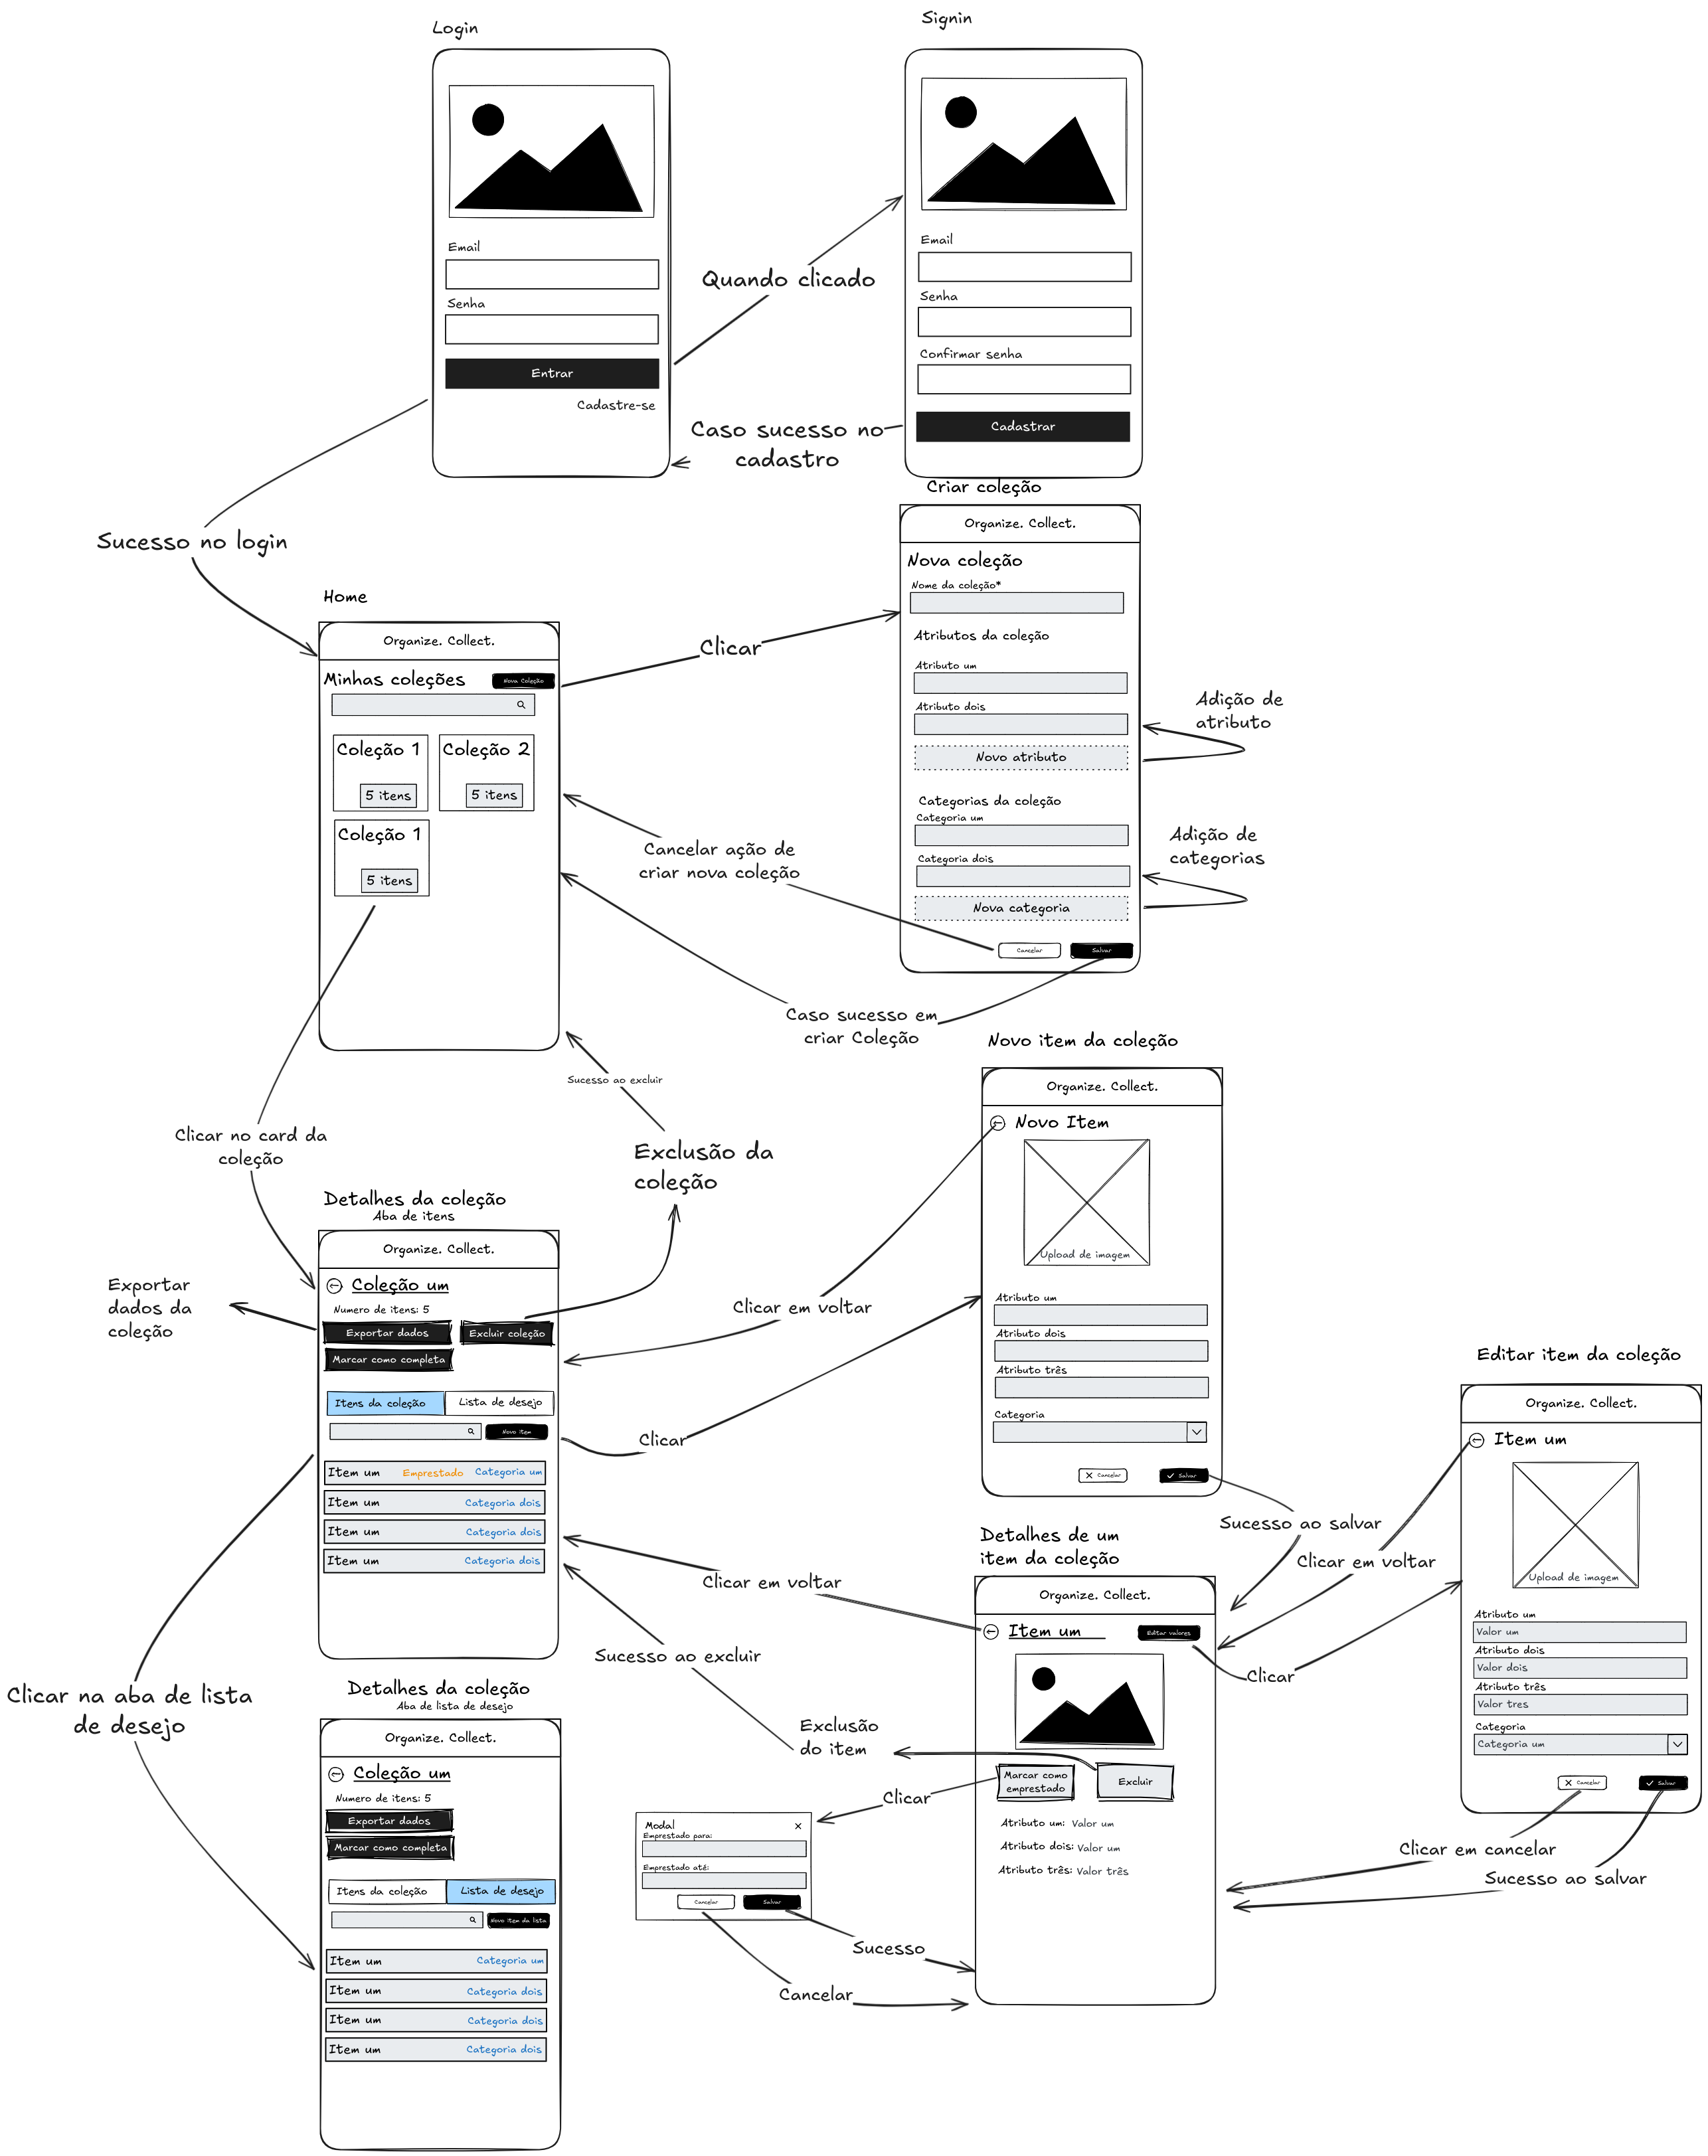 Login
Email
Senha
Entrar
Cadastre-se
Quando clicado
Signin
Email
Senha
Confirmar senha
Cadastrar
Caso sucesso no
cadastro
Sucesso no login
Home
Organize. Collect.
Minhas coleções
Nova Coleção
Coleção 1
5 itens
Coleção 2
5 itens
Coleção 1
5 itens
Clicar
Criar coleção
Organize. Collect.
Nova coleção
Nome da coleção*
Atributos da coleção
Atributo um
Atributo dois
Novo atributo
Categorias da coleção
Categoria um
Categoria dois
Nova categoria
Cancelar
Salvar
Adição de
atributo
Adição de
categorias
Cancelar ação de
criar nova coleção
Caso sucesso em
criar Coleção
Sucesso ao excluir
Exclusão da
coleção
Clicar no card da
coleção
Detalhes da coleção
Aba de itens
Organize. Collect.
Coleção um
Numero de itens: 5
Exportar dados
Excluir coleção
Marcar como completa
Itens da coleção
Lista de desejo
Novo item
Item um
Emprestado
Categoria um
Item um
Categoria dois
Item um
Categoria dois
Item um
Categoria dois
Exportar
dados da
coleção
Clicar em voltar
Clicar
Novo item da coleção
Organize. Collect.
Novo Item
Upload de imagem
Atributo um
Atributo dois
Atributo três
Categoria
Cancelar
Salvar
Sucesso ao salvar
Clicar em voltar
Editar item da coleção
Organize. Collect.
Item um
Upload de imagem
Atributo um
Valor um
Atributo dois
Valor dois
Atributo três
Valor tres
Categoria
Categoria um
Cancelar
Salvar
Clicar em cancelar
Sucesso ao salvar
Detalhes de um
item da coleção
Organize. Collect.
Item um
Editar valores
Marcar como
emprestado
Excluir
Atributo um: Valor um
Atributo dois: Valor um
Atributo três: Valor três
Clicar
Clicar em voltar
Sucesso ao excluir
Exclusão
do item
Clicar
Modal
Emprestado para:
Emprestado até:
Cancelar
Salvar
Sucesso
Cancelar
Clicar na aba de lista
de desejo
Detalhes da coleção
Aba de lista de desejo
Organize. Collect.
Coleção um
Numero de itens: 5
Exportar dados
Marcar como completa
Itens da coleção
Lista de desejo
Novo item da lista
Item um
Categoria um
Item um
Categoria dois
Item um
Categoria dois
Item um
Categoria dois